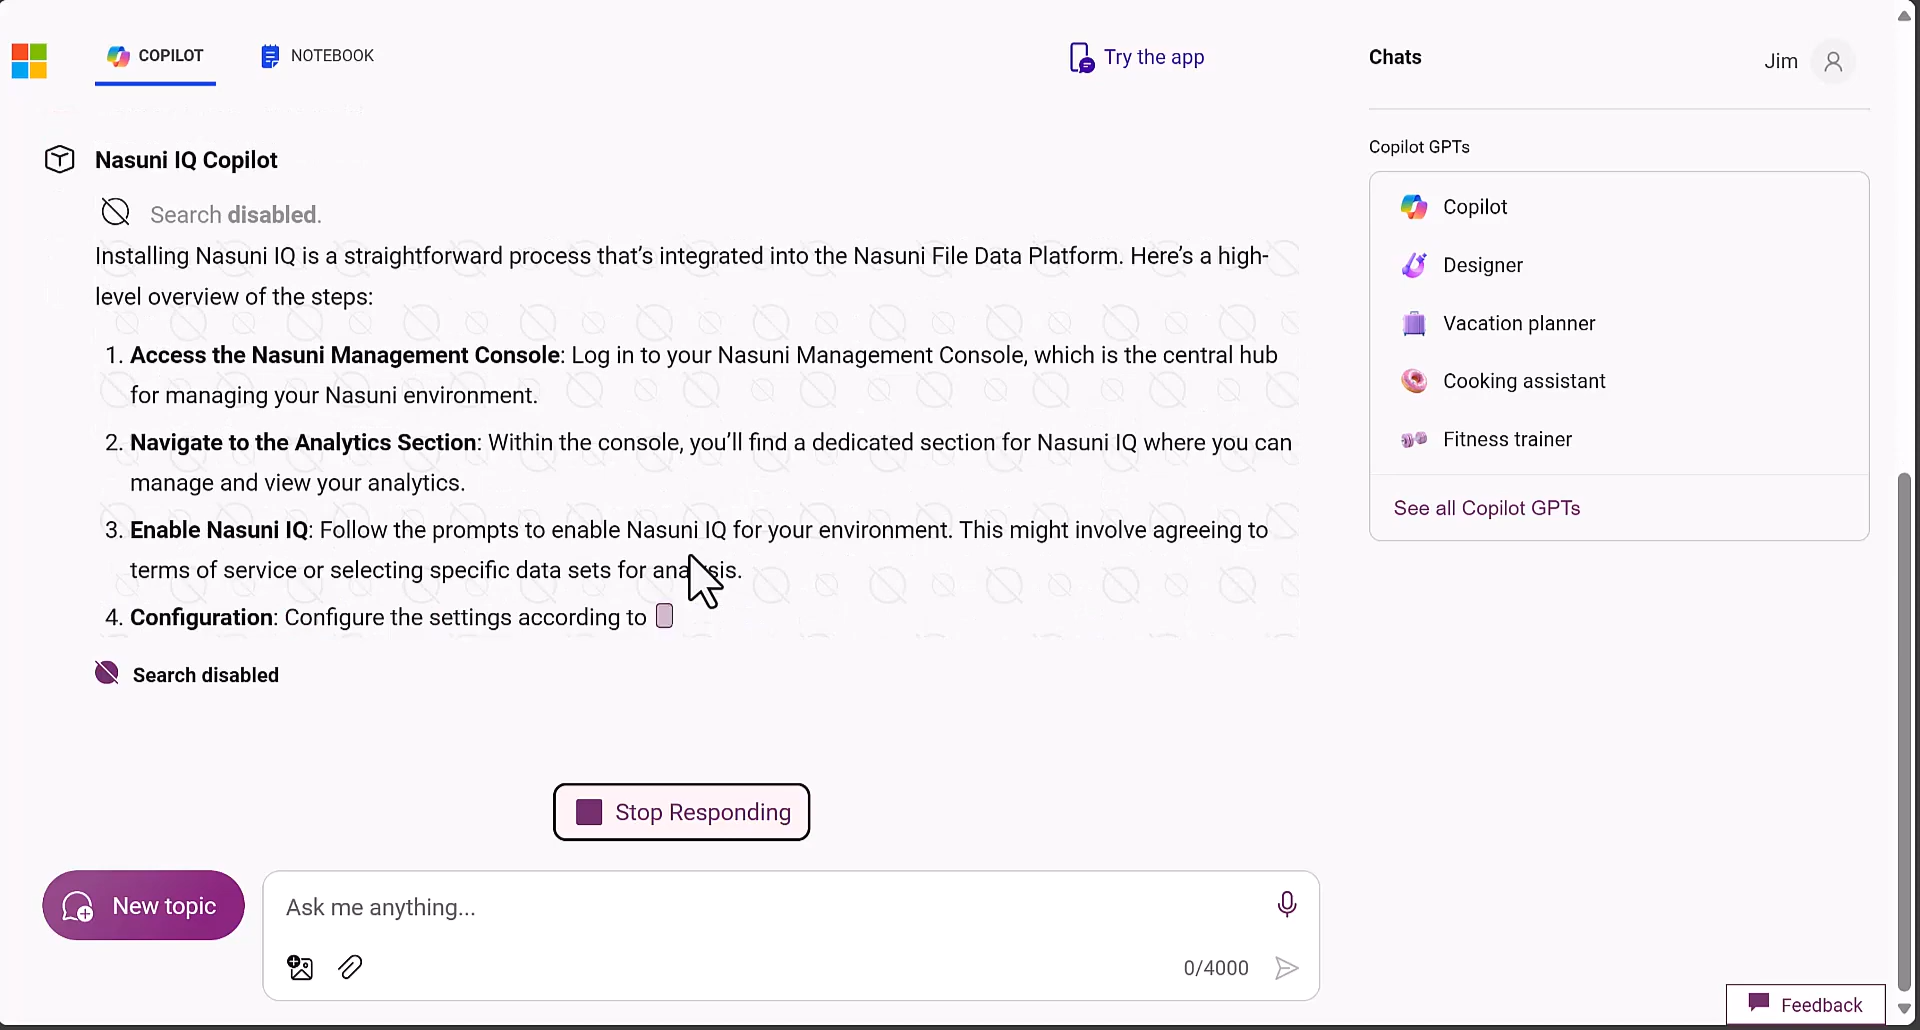 COPILOT
NOTEBOOK
Try the app
Chats
Jim
Nasuni IQ Copilot
Search disabled.
Installing Nasuni IQ is a straightforward process that’s integrated into the Nasuni File Data Platform. Here’s a high-
level overview of the steps:
1. Access the Nasuni Management Console: Log in to your Nasuni Management Console, which is the central hub
for managing your Nasuni environment.
2. Navigate to the Analytics Section: Within the console, you’ll find a dedicated section for Nasuni IQ where you can
manage and view your analytics.
3. Enable Nasuni IQ: Follow the prompts to enable Nasuni IQ for your environment. This might involve agreeing to
terms of service or selecting specific data sets for analysis.
4. Configuration: Configure the settings according to
Search disabled
Stop Responding
New topic
Ask me anything...
0/4000
Copilot GPTs
Copilot
Designer
Vacation planner
Cooking assistant
Fitness trainer
See all Copilot GPTs
Feedback